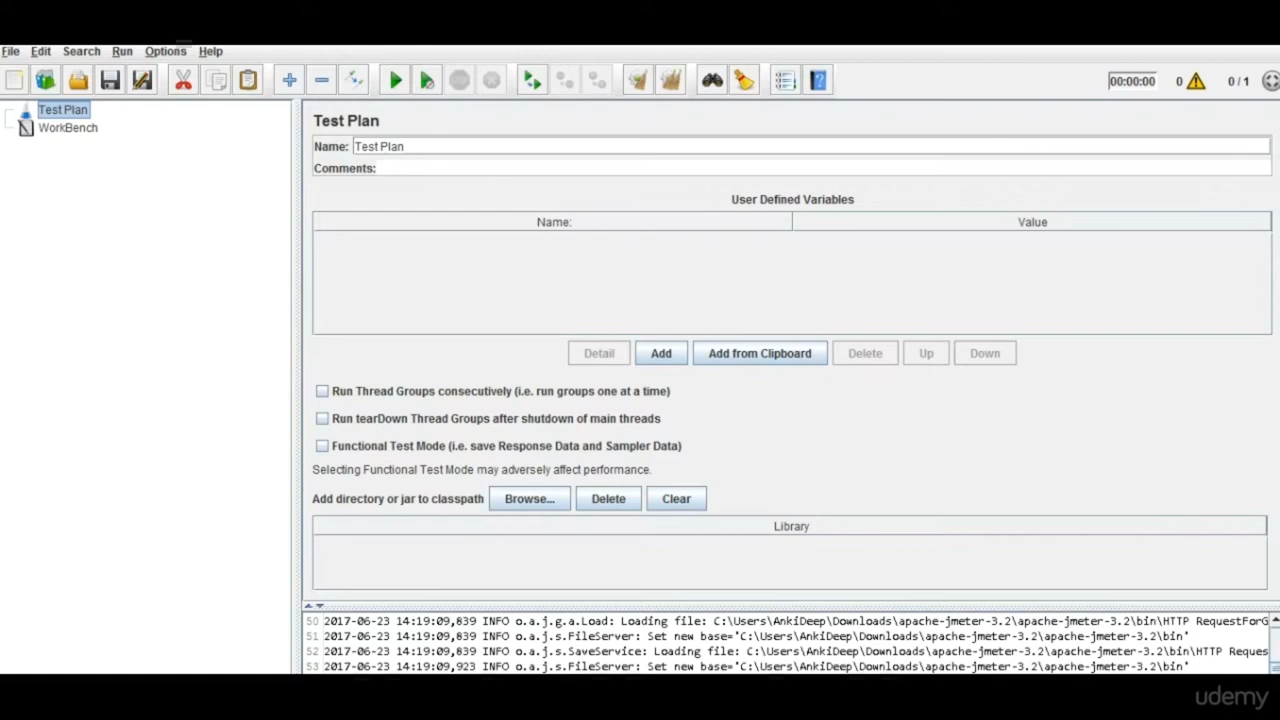 File Edit Search Run Options Help
00:00:00 0 0 / 1
Test Plan
WorkBench
Test Plan
Name: Test Plan
Comments:
User Defined Variables
Name: Value
Detail Add Add from Clipboard Delete Up Down
Run Thread Groups consecutively (i.e. run groups one at a time)
Run tearDown Thread Groups after shutdown of main threads
Functional Test Mode (i.e. save Response Data and Sampler Data)
Selecting Functional Test Mode may adversely affect performance.
Add directory or jar to classpath Browse... Delete Clear
Library
50 2017-06-23 14:19:09,839 INFO o.a.j.g.a.Load: Loading file: C:\Users\AnkiDeep\Downloads\apache-jmeter-3.2\apache-jmeter-3.2\bin\HTTP RequestForG
51 2017-06-23 14:19:09,839 INFO o.a.j.s.FileServer: Set new base='C:\Users\AnkiDeep\Downloads\apache-jmeter-3.2\apache-jmeter-3.2\bin'
52 2017-06-23 14:19:09,839 INFO o.a.j.s.SaveService: Loading file: C:\Users\AnkiDeep\Downloads\apache-jmeter-3.2\apache-jmeter-3.2\bin\HTTP Reques
53 2017-06-23 14:19:09,923 INFO o.a.j.s.FileServer: Set new base='C:\Users\AnkiDeep\Downloads\apache-jmeter-3.2\apache-jmeter-3.2\bin'
udemy